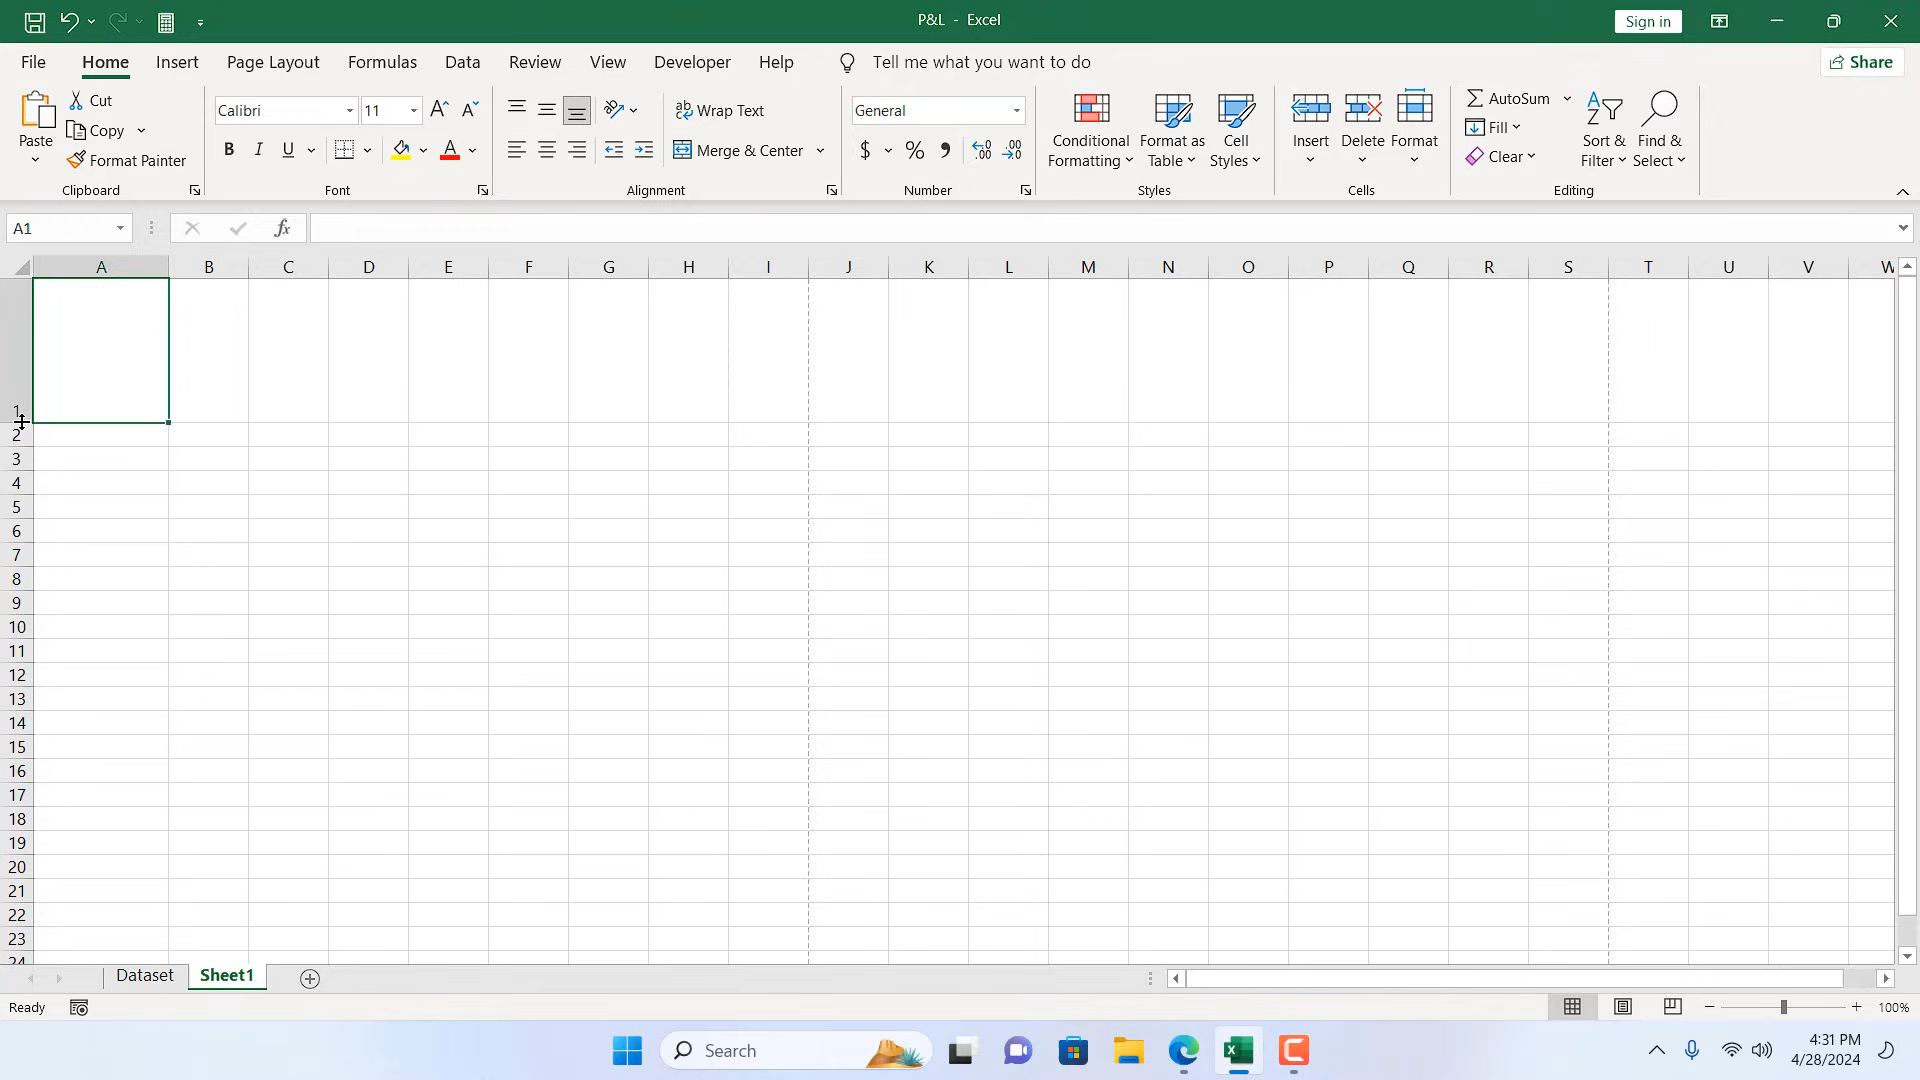 P&L - Excel
Sign in
File Home Insert Page Layout Formulas Data Review View Developer Help Tell me what you want to do Share
Paste
Cut
Copy
Format Painter
Clipboard
Calibri 11
B I U
Font
Wrap Text
Merge & Center
Alignment
General
$ % ,
Number
Conditional Formatting
Format as Table
Cell Styles
Styles
Insert
Delete
Format
Cells
AutoSum
Fill
Clear
Sort & Filter
Find & Select
Editing
A1 fx
A B C D E F G H I J K L M N O P Q R S T U V W
1
2
3
4
5
6
7
8
9
10
11
12
13
14
15
16
17
18
19
20
21
22
23
24
Dataset Sheet1
Ready 100%
Search
4:31 PM
4/28/2024